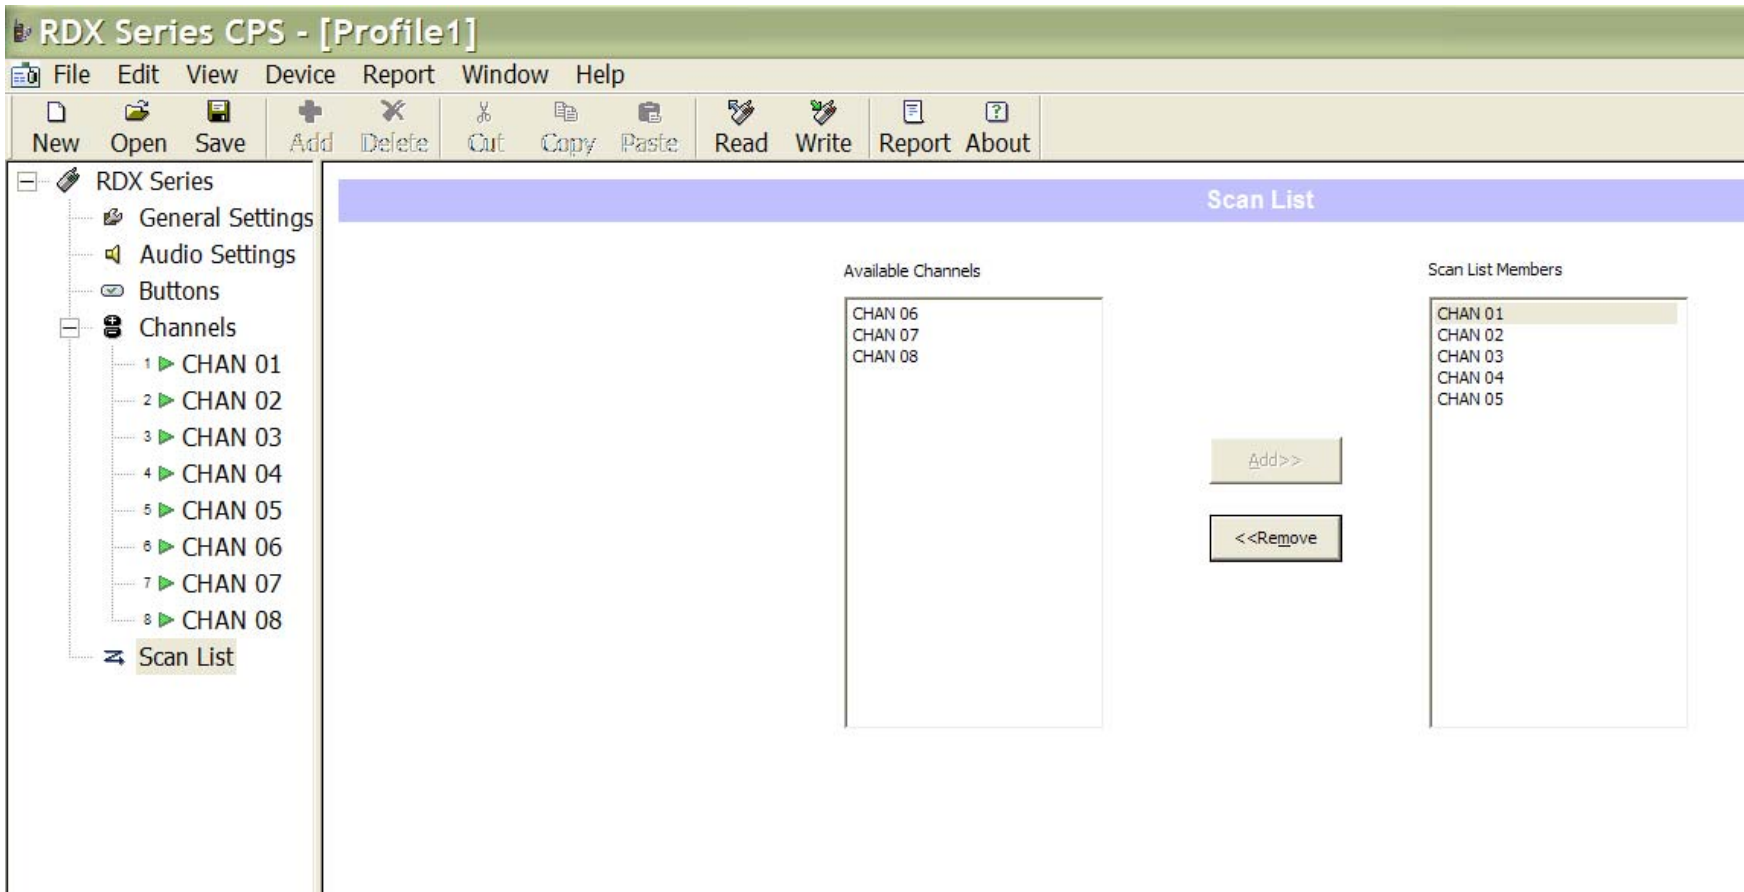 RDX Series CPS - [Profile1]
File Edit View Device Report Window Help
New Open Save Add Delete Cut Copy Paste Read Write Report About
RDX Series
General Settings
Audio Settings
Buttons
Channels
1 CHAN 01
2 CHAN 02
3 CHAN 03
4 CHAN 04
5 CHAN 05
6 CHAN 06
7 CHAN 07
8 CHAN 08
Scan List
Scan List
Available Channels
CHAN 06
CHAN 07
CHAN 08
Add>>
<<Remove
Scan List Members
CHAN 01
CHAN 02
CHAN 03
CHAN 04
CHAN 05